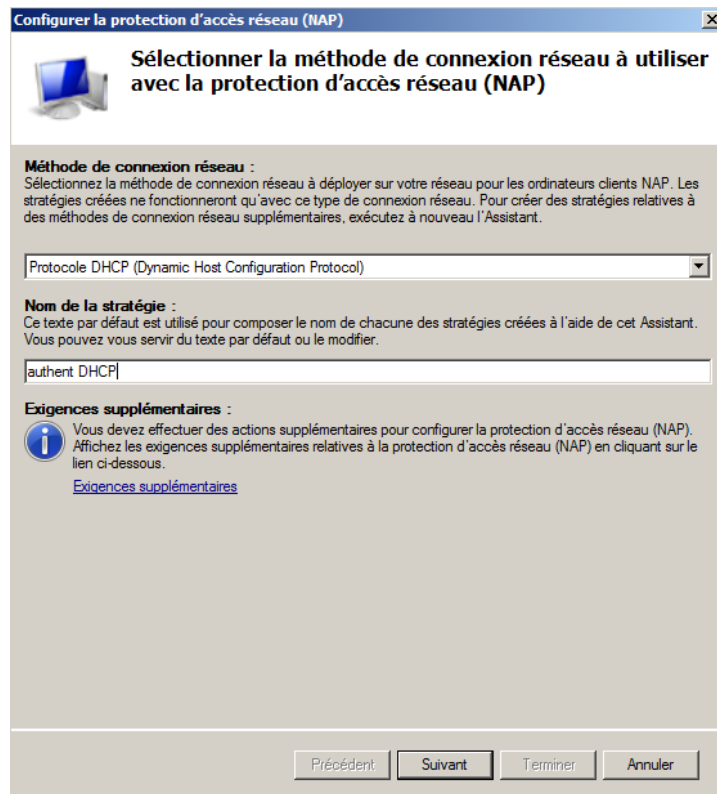 Configurer la protection d'accès réseau (NAP)
Sélectionner la méthode de connexion réseau à utiliser
avec la protection d'accès réseau (NAP)
Méthode de connexion réseau :
Sélectionnez la méthode de connexion réseau à déployer sur votre réseau pour les ordinateurs clients NAP. Les
stratégies créées ne fonctionneront qu'avec ce type de connexion réseau. Pour créer des stratégies relatives à
des méthodes de connexion réseau supplémentaires, exécutez à nouveau l'Assistant.
Protocole DHCP (Dynamic Host Configuration Protocol)
Nom de la stratégie :
Ce texte par défaut est utilisé pour composer le nom de chacune des stratégies créées à l'aide de cet Assistant.
Vous pouvez vous servir du texte par défaut ou le modifier.
authent DHCP
Exigences supplémentaires :
Vous devez effectuer des actions supplémentaires pour configurer la protection d'accès réseau (NAP).
Affichez les exigences supplémentaires relatives à la protection d'accès réseau (NAP) en cliquant sur le
lien ci-dessous.
Exigences supplémentaires
Précédent Suivant Terminer Annuler